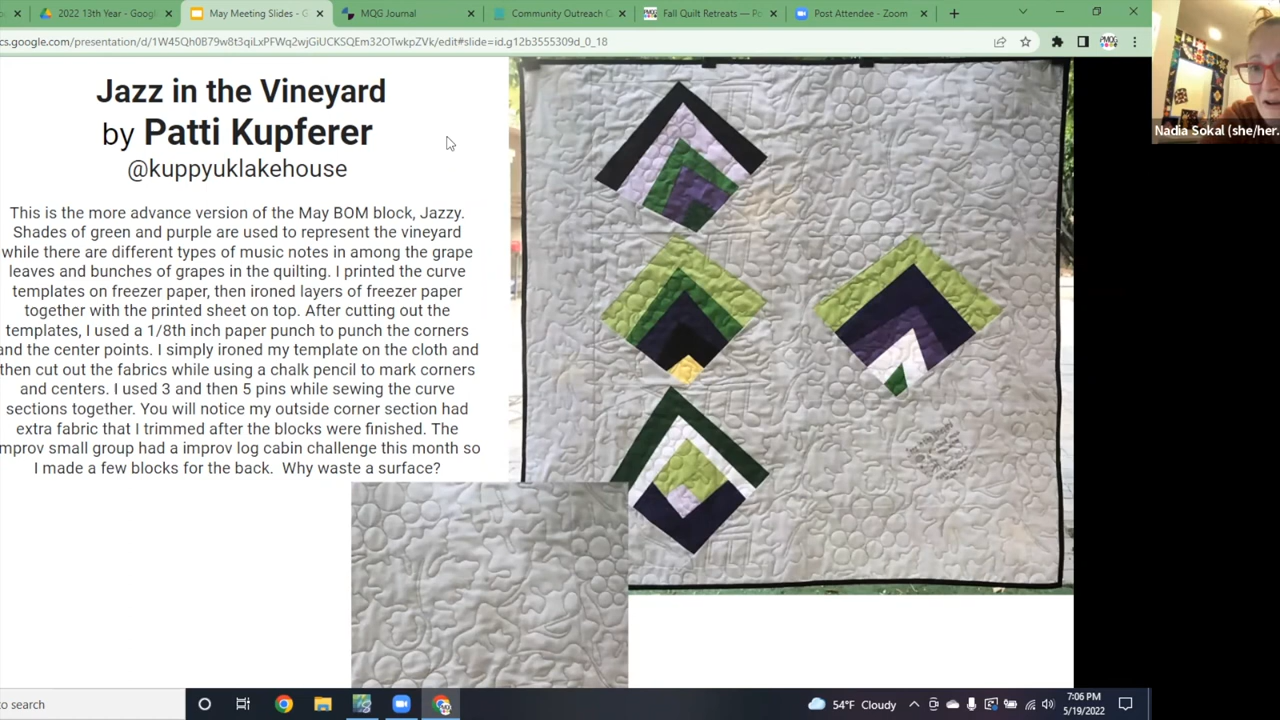 2022 13th Year - Googl
May Meeting Slides - G
MQG Journal
Community Outreach C
Fall Quilt Retreats — Po
Post Attendee - Zoom
cs.google.com/presentation/d/1W45Qh0B79w8t3qiLxPFWq2wjGiUCKSQEm32OTwkpZVk/edit#slide=id.g12b3555309d_0_18
Jazz in the Vineyard
by Patti Kupferer
@kuppyuklakehouse
This is the more advance version of the May BOM block, Jazzy.
Shades of green and purple are used to represent the vineyard
while there are different types of music notes in among the grape
leaves and bunches of grapes in the quilting. I printed the curve
templates on freezer paper, then ironed layers of freezer paper
together with the printed sheet on top. After cutting out the
templates, I used a 1/8th inch paper punch to punch the corners
and the center points. I simply ironed my template on the cloth and
then cut out the fabrics while using a chalk pencil to mark corners
and centers. I used 3 and then 5 pins while sewing the curve
sections together. You will notice my outside corner section had
extra fabric that I trimmed after the blocks were finished. The
mprov small group had a improv log cabin challenge this month so
I made a few blocks for the back. Why waste a surface?
Nadia Sokal (she/her.
o search
54°F Cloudy
7:06 PM
5/19/2022